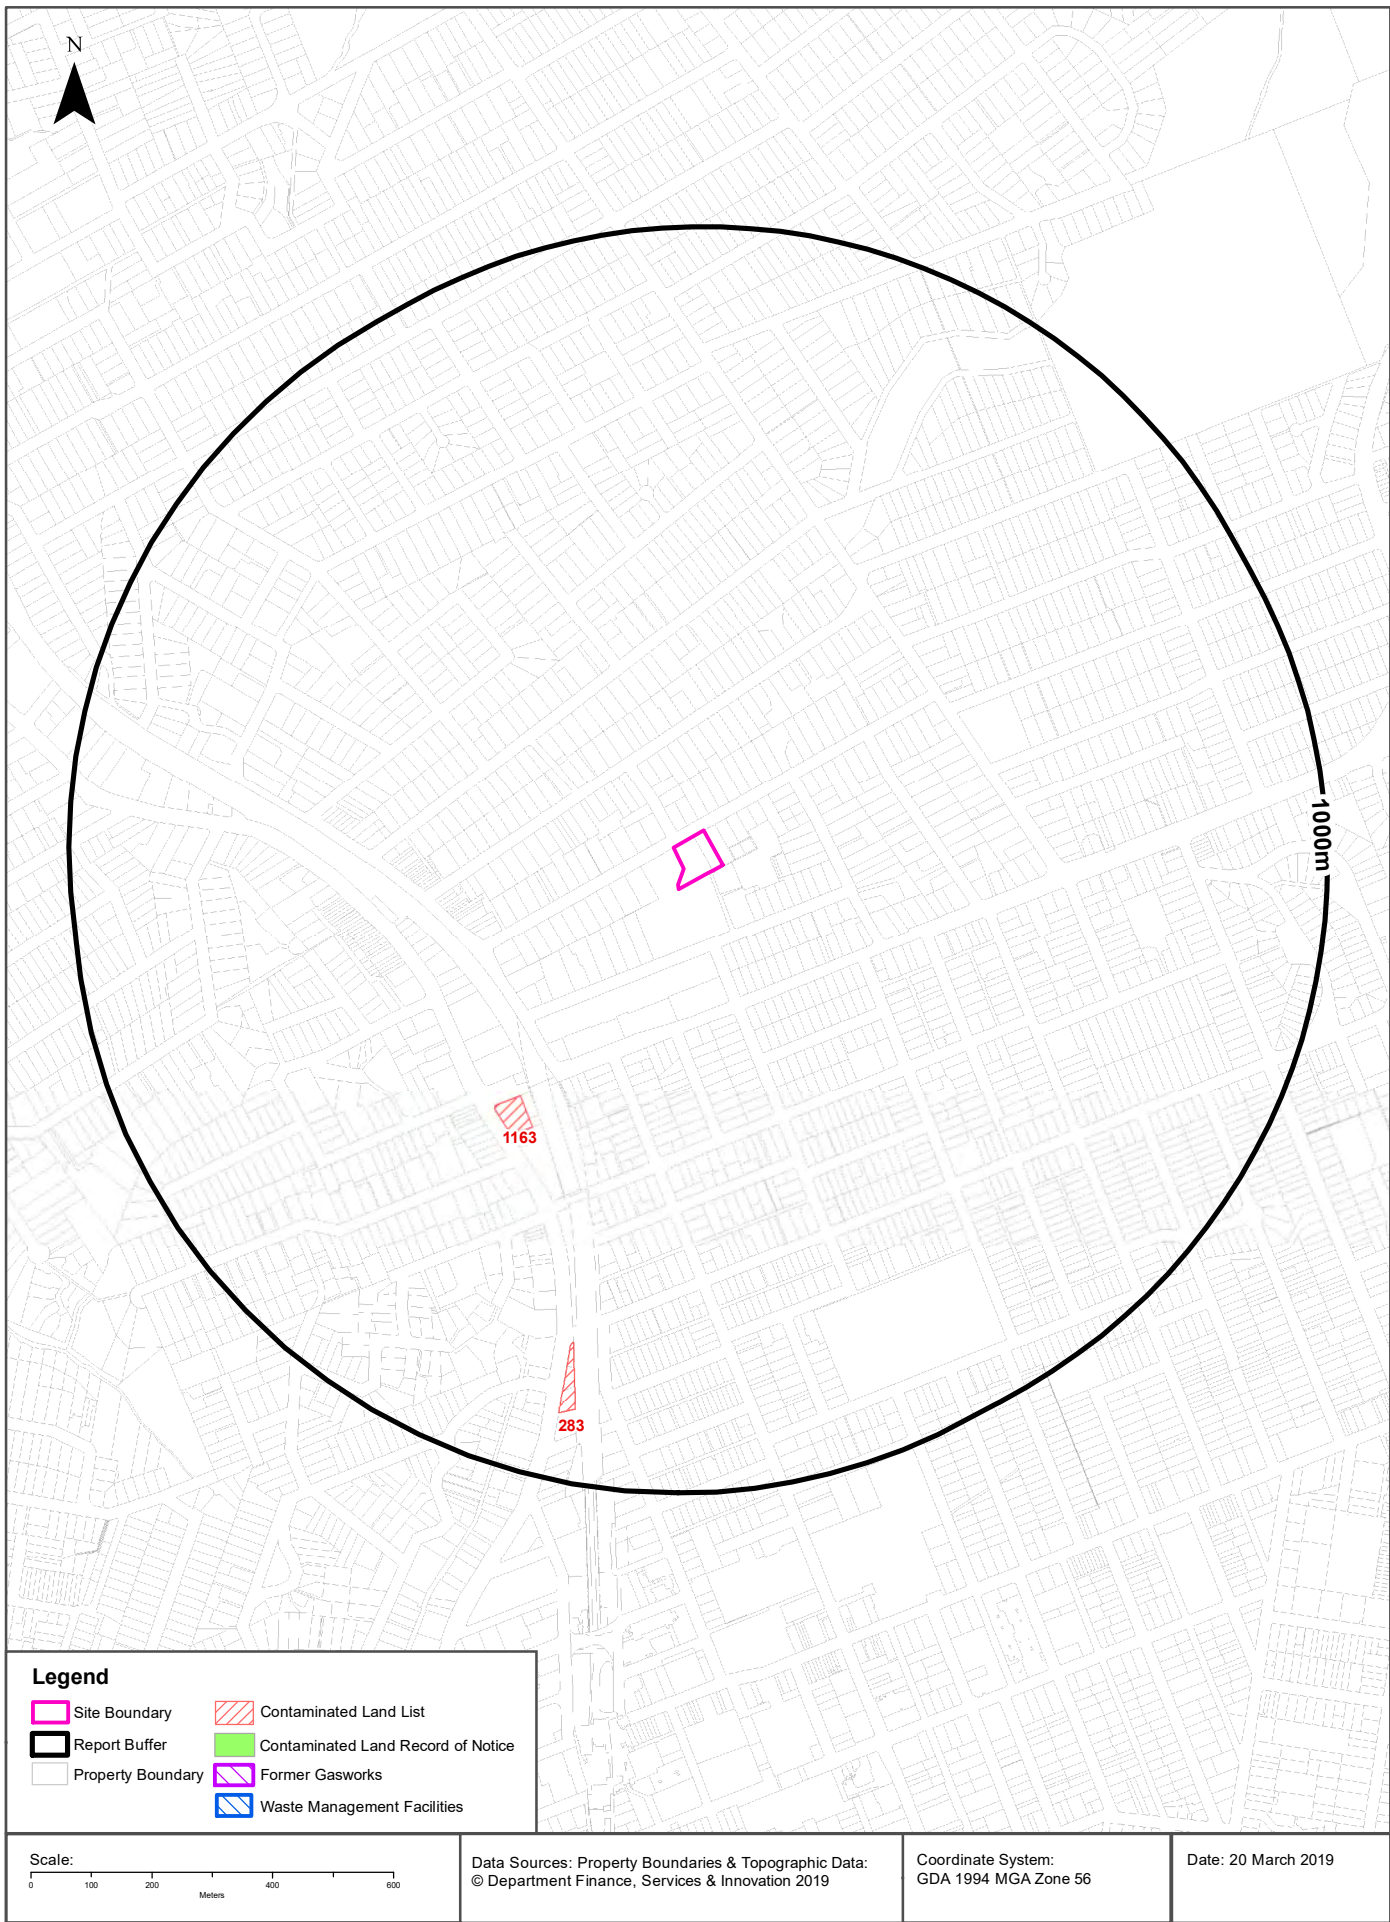 N
1000m
1163
283
Legend
Site Boundary
Report Buffer
Property Boundary
Contaminated Land List
Contaminated Land Record of Notice
Former Gasworks
Waste Management Facilities
Scale:
0 100 200 400 600
Meters
Data Sources: Property Boundaries & Topographic Data:
© Department Finance, Services & Innovation 2019
Coordinate System:
GDA 1994 MGA Zone 56
Date: 20 March 2019